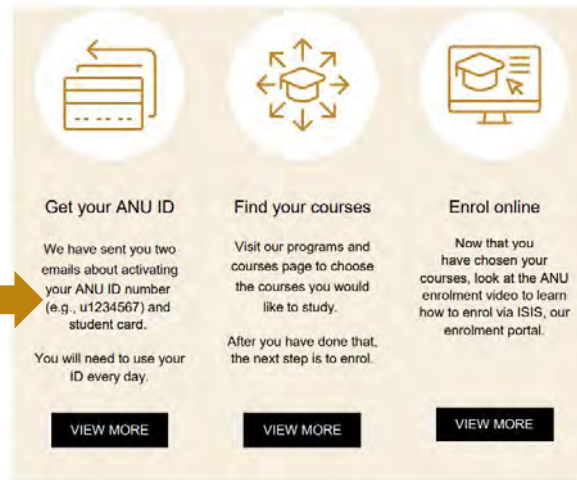 Get your ANU ID
We have sent you two
emails about activating
your ANU ID number
(e.g., u1234567) and
student card.
You will need to use your
ID every day.
VIEW MORE
Find your courses
Visit our programs and
courses page to choose
the courses you would
like to study.
After you have done that,
the next step is to enrol.
VIEW MORE
Enrol online
Now that you
have chosen your
courses, look at the ANU
enrolment video to learn
how to enrol via ISIS, our
enrolment portal.
VIEW MORE